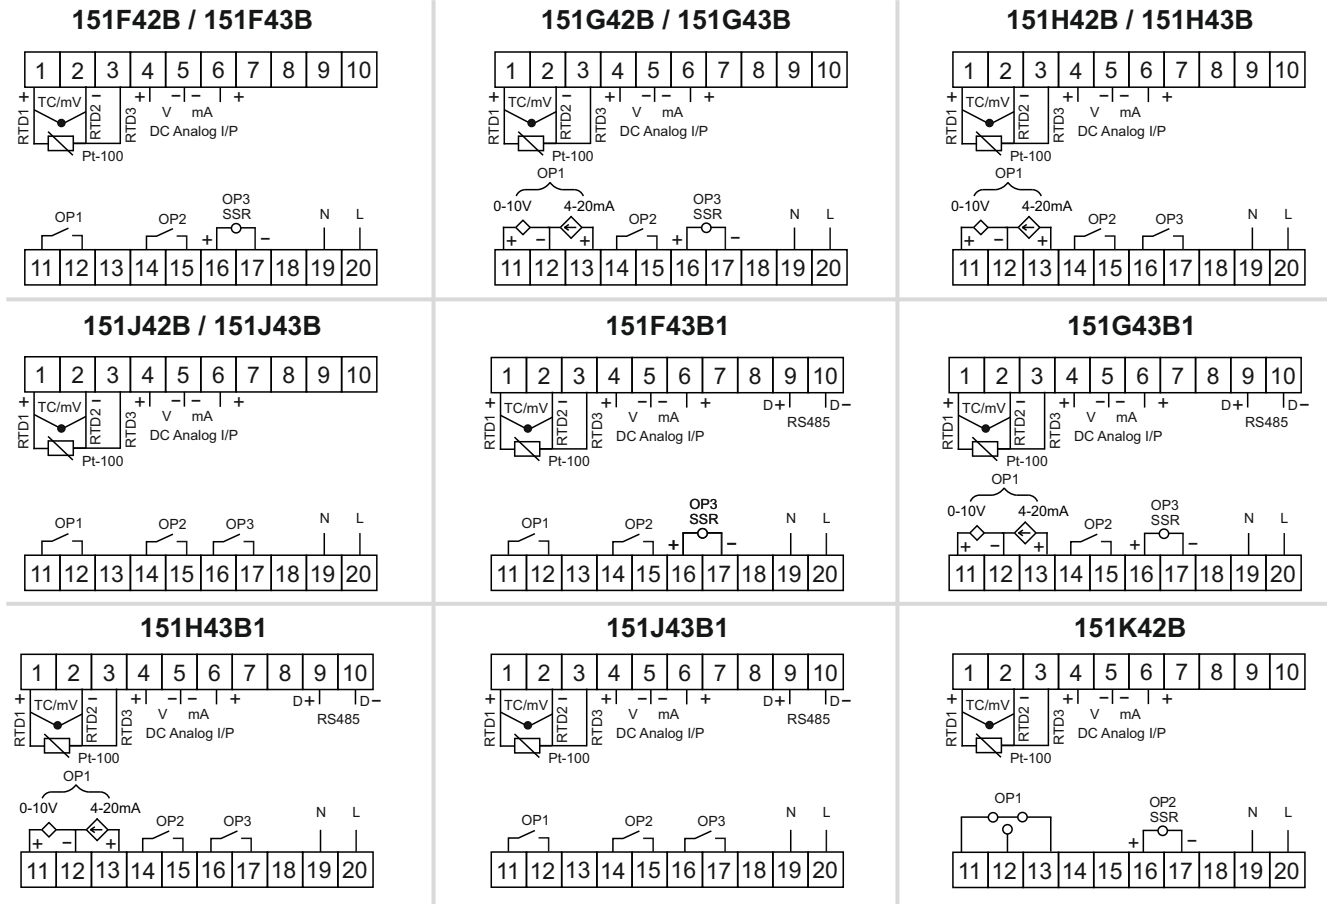 151F42B / 151F43B
1 2 3 4 5 6 7 8 9 10
+ − + − − +
TC/mV V mA
RTD1 RTD2 RTD3 DC Analog I/P
Pt-100
OP1 OP2 OP3 SSR N L
+ −
11 12 13 14 15 16 17 18 19 20
151G42B / 151G43B
1 2 3 4 5 6 7 8 9 10
+ − + − − +
TC/mV V mA
RTD1 RTD2 RTD3 DC Analog I/P
Pt-100
OP1
0-10V 4-20mA OP2 OP3 SSR N L
+ − + + −
11 12 13 14 15 16 17 18 19 20
151H42B / 151H43B
1 2 3 4 5 6 7 8 9 10
+ − + − − +
TC/mV V mA
RTD1 RTD2 RTD3 DC Analog I/P
Pt-100
OP1
0-10V 4-20mA OP2 OP3 N L
+ − +
11 12 13 14 15 16 17 18 19 20
151J42B / 151J43B
1 2 3 4 5 6 7 8 9 10
+ − + − − +
TC/mV V mA
RTD1 RTD2 RTD3 DC Analog I/P
Pt-100
OP1 OP2 OP3 N L
11 12 13 14 15 16 17 18 19 20
151F43B1
1 2 3 4 5 6 7 8 9 10
+ − + − − + D+ D−
TC/mV V mA RS485
RTD1 RTD2 RTD3 DC Analog I/P
Pt-100
OP1 OP2 OP3 SSR N L
+ −
11 12 13 14 15 16 17 18 19 20
151G43B1
1 2 3 4 5 6 7 8 9 10
+ − + − − + D+ D−
TC/mV V mA RS485
RTD1 RTD2 RTD3 DC Analog I/P
Pt-100
OP1
0-10V 4-20mA OP2 OP3 SSR N L
+ − + + −
11 12 13 14 15 16 17 18 19 20
151H43B1
1 2 3 4 5 6 7 8 9 10
+ − + − − + D+ D−
TC/mV V mA RS485
RTD1 RTD2 RTD3 DC Analog I/P
Pt-100
OP1
0-10V 4-20mA OP2 OP3 N L
+ − +
11 12 13 14 15 16 17 18 19 20
151J43B1
1 2 3 4 5 6 7 8 9 10
+ − + − − + D+ D−
TC/mV V mA RS485
RTD1 RTD2 RTD3 DC Analog I/P
Pt-100
OP1 OP2 OP3 N L
11 12 13 14 15 16 17 18 19 20
151K42B
1 2 3 4 5 6 7 8 9 10
+ − + − − +
TC/mV V mA
RTD1 RTD2 RTD3 DC Analog I/P
Pt-100
OP1 OP2 SSR N L
+ −
11 12 13 14 15 16 17 18 19 20